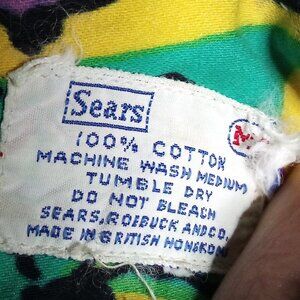 Sears
100% COTTON
MACHINE WASH MEDIUM
TUMBLE DRY
DO NOT BLEACH
SEARS, ROEBUCK AND CO.
MADE IN BRITISH HONGKONG